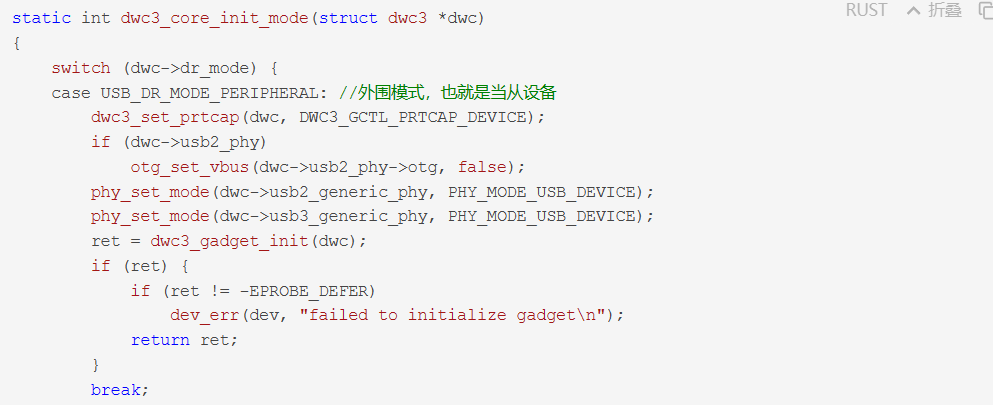 RUST 折叠
static int dwc3_core_init_mode(struct dwc3 *dwc)
{
    switch (dwc->dr_mode) {
    case USB_DR_MODE_PERIPHERAL: //外围模式，也就是当从设备
        dwc3_set_prtcap(dwc, DWC3_GCTL_PRTCAP_DEVICE);
        if (dwc->usb2_phy)
            otg_set_vbus(dwc->usb2_phy->otg, false);
        phy_set_mode(dwc->usb2_generic_phy, PHY_MODE_USB_DEVICE);
        phy_set_mode(dwc->usb3_generic_phy, PHY_MODE_USB_DEVICE);
        ret = dwc3_gadget_init(dwc);
        if (ret) {
            if (ret != -EPROBE_DEFER)
                dev_err(dev, "failed to initialize gadget\n");
            return ret;
        }
        break;